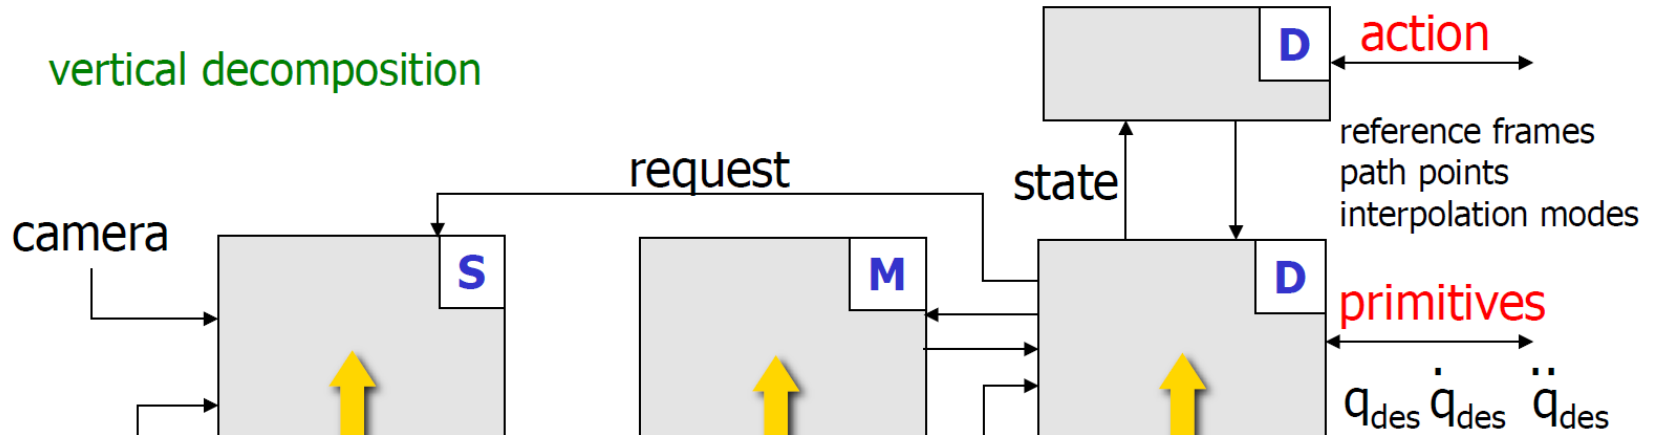 vertical decomposition
D
action
reference frames
path points
interpolation modes
request
state
camera
S
M
D
primitives
q_des q̇_des q̈_des